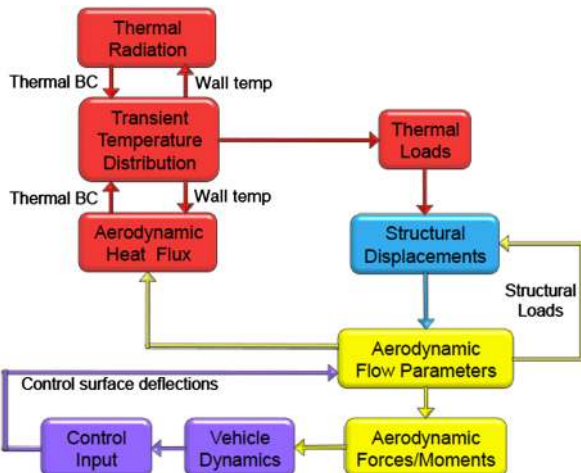 Thermal
Radiation
Thermal BC
Wall temp
Transient
Temperature
Distribution
Thermal
Loads
Thermal BC
Wall temp
Aerodynamic
Heat Flux
Structural
Displacements
Structural
Loads
Aerodynamic
Flow Parameters
Control surface deflections
Control
Input
Vehicle
Dynamics
Aerodynamic
Forces/Moments